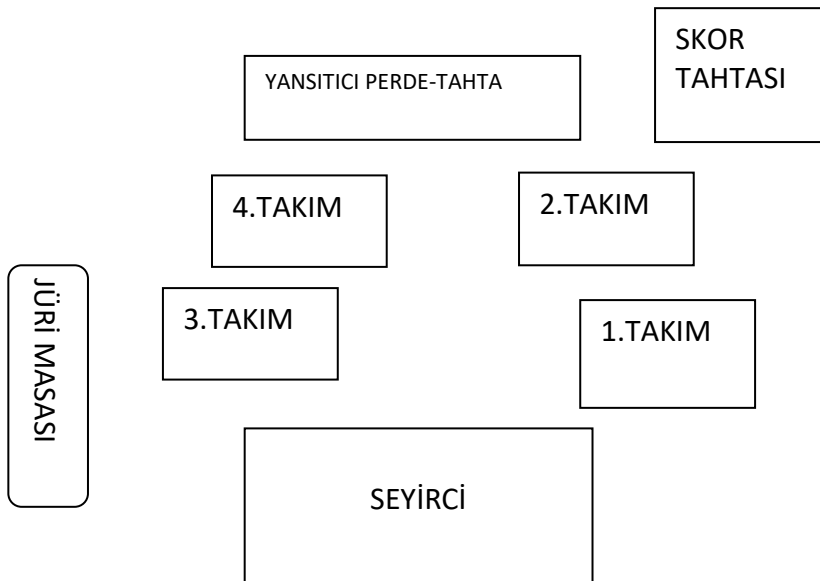 SKOR
TAHTASI
YANSITICI PERDE-TAHTA
4.TAKIM
2.TAKIM
JÜRİ MASASI
3.TAKIM
1.TAKIM
SEYİRCİ